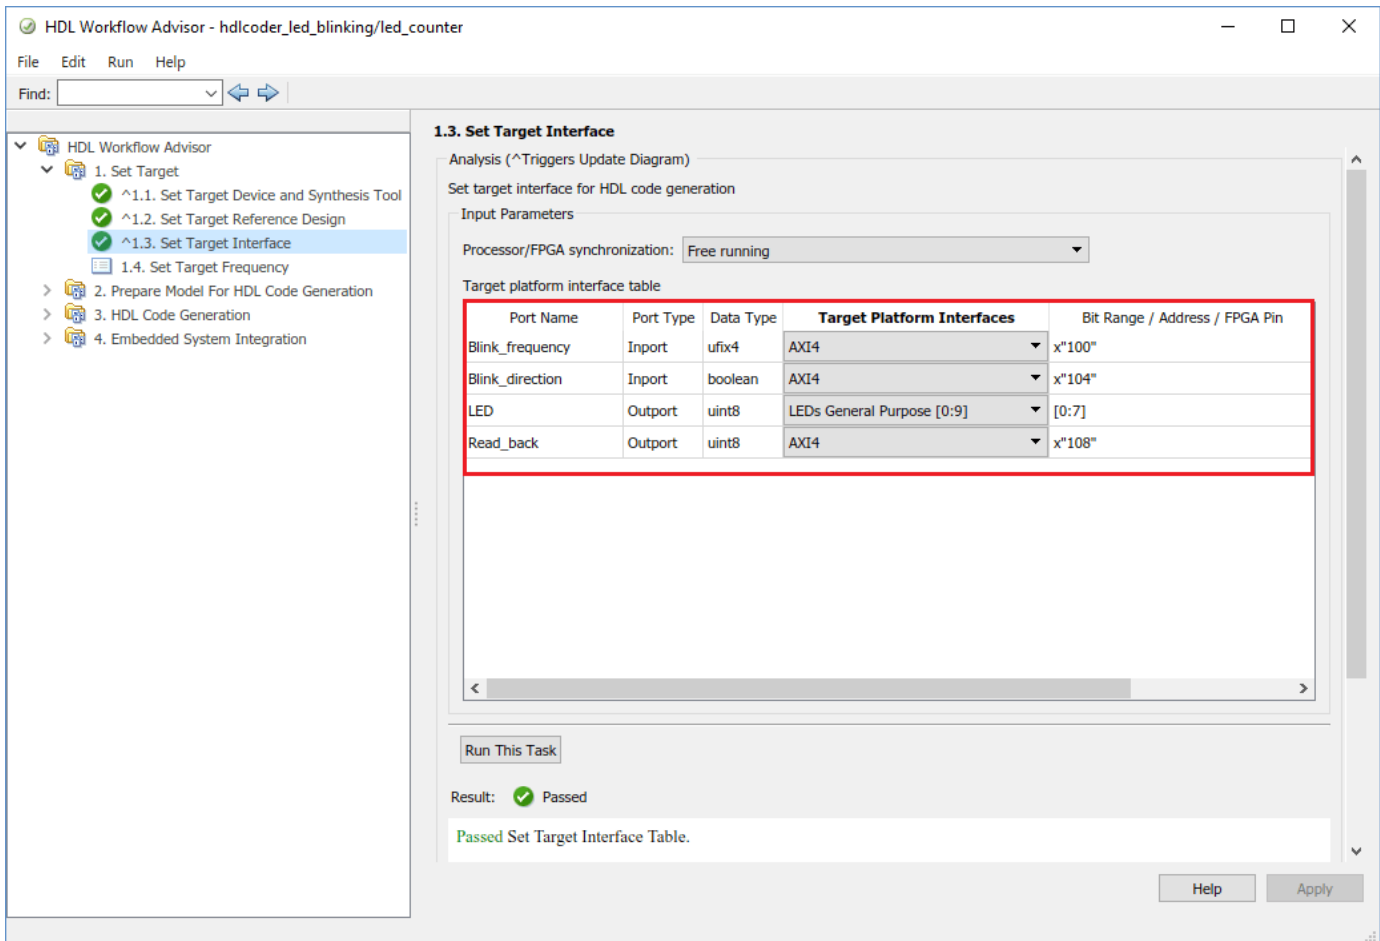 HDL Workflow Advisor - hdlcoder_led_blinking/led_counter
File Edit Run Help
Find:
HDL Workflow Advisor
1. Set Target
^1.1. Set Target Device and Synthesis Tool
^1.2. Set Target Reference Design
^1.3. Set Target Interface
1.4. Set Target Frequency
2. Prepare Model For HDL Code Generation
3. HDL Code Generation
4. Embedded System Integration
1.3. Set Target Interface
Analysis (^Triggers Update Diagram)
Set target interface for HDL code generation
Input Parameters
Processor/FPGA synchronization: Free running
Target platform interface table
Port Name Port Type Data Type Target Platform Interfaces Bit Range / Address / FPGA Pin
Blink_frequency Inport ufix4 AXI4 x"100"
Blink_direction Inport boolean AXI4 x"104"
LED Outport uint8 LEDs General Purpose [0:9] [0:7]
Read_back Outport uint8 AXI4 x"108"
Run This Task
Result: Passed
Passed Set Target Interface Table.
Help Apply